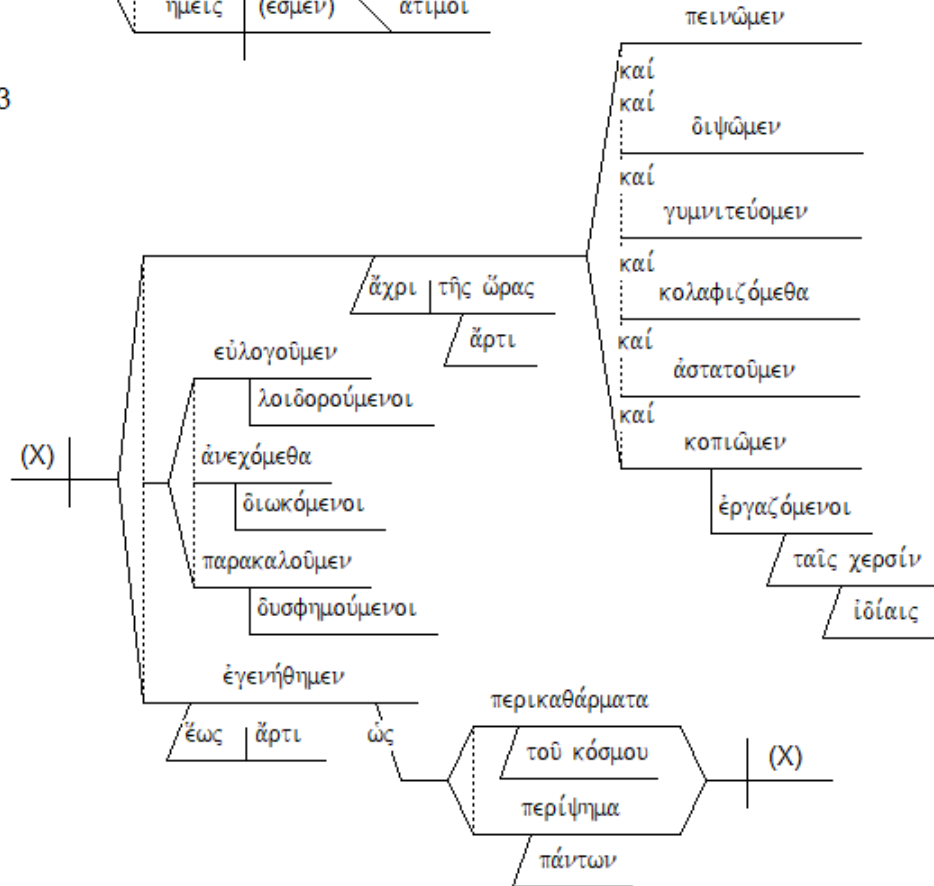 ἡμεῖς (ἐσμέν) ἄτιμοι
πεινῶμεν
3
καί
καί
διψῶμεν
καί
γυμνιτεύομεν
καί
ἄχρι τῆς ὥρας
κολαφιζόμεθα
ἄρτι
καί
εὐλογοῦμεν
ἀστατοῦμεν
λοιδορούμενοι
καί
(X)
ἀνεχόμεθα
κοπιῶμεν
διωκόμενοι
ἐργαζόμενοι
παρακαλοῦμεν
ταῖς χερσίν
δυσφημούμενοι
ἰδίαις
ἐγενήθημεν
περικαθάρματα
ἕως ἄρτι ὡς
τοῦ κόσμου
(X)
περίψημα
πάντων